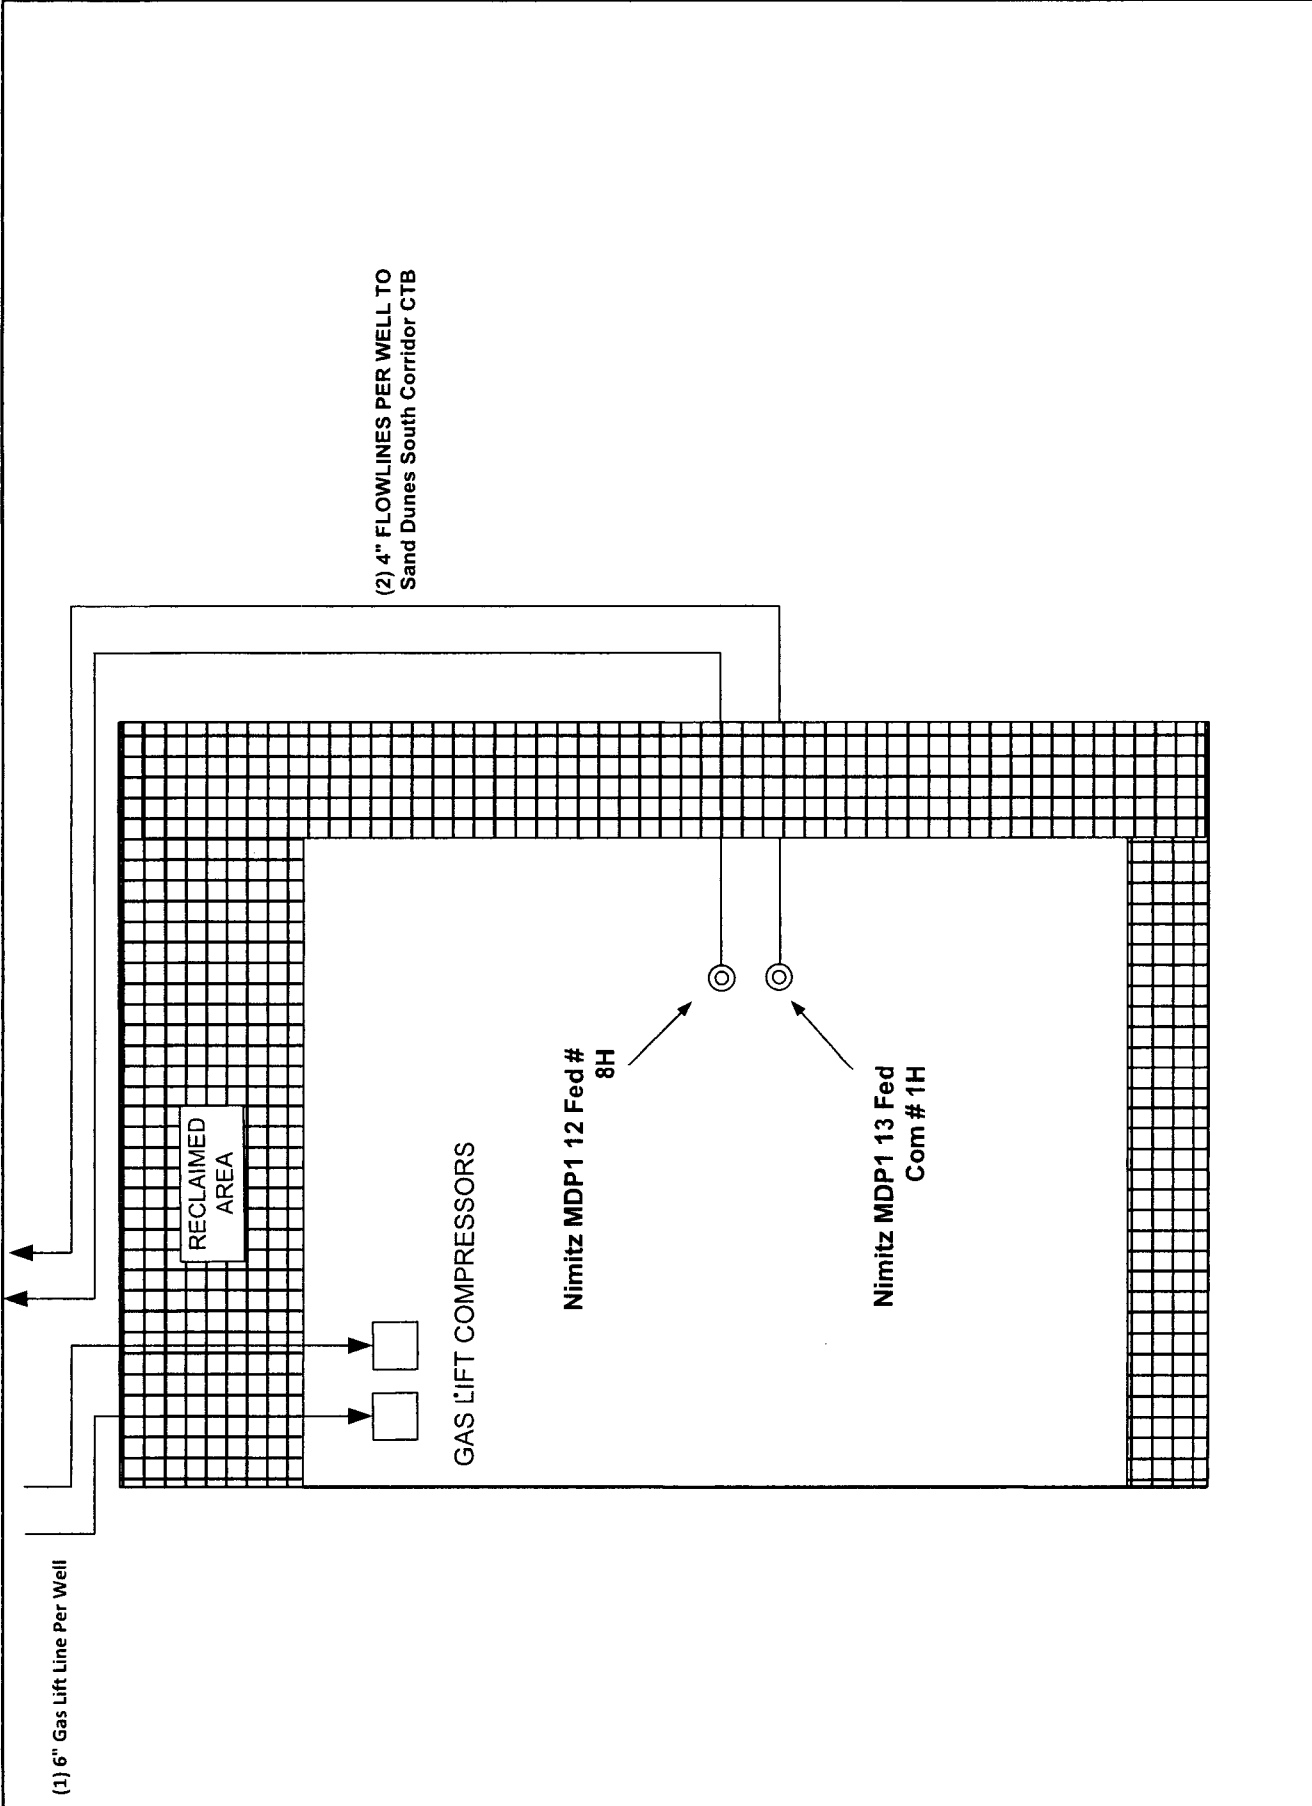 (1) 6" Gas Lift Line Per Well
(2) 4" FLOWLINES PER WELL TO
Sand Dunes South Corridor CTB
RECLAIMED
AREA
GAS LIFT COMPRESSORS
Nimitz MDP1 12 Fed #
8H
Nimitz MDP1 13 Fed
Com # 1H